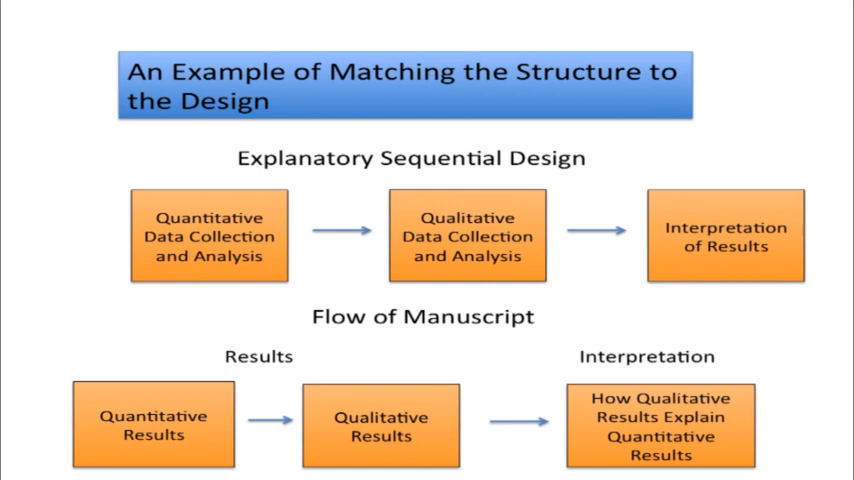 An Example of Matching the Structure to
the Design
Explanatory Sequential Design
Quantitative
Data Collection
and Analysis
Qualitative
Data Collection
and Analysis
Interpretation
of Results
Flow of Manuscript
Results
Interpretation
Quantitative
Results
Qualitative
Results
How Qualitative
Results Explain
Quantitative
Results